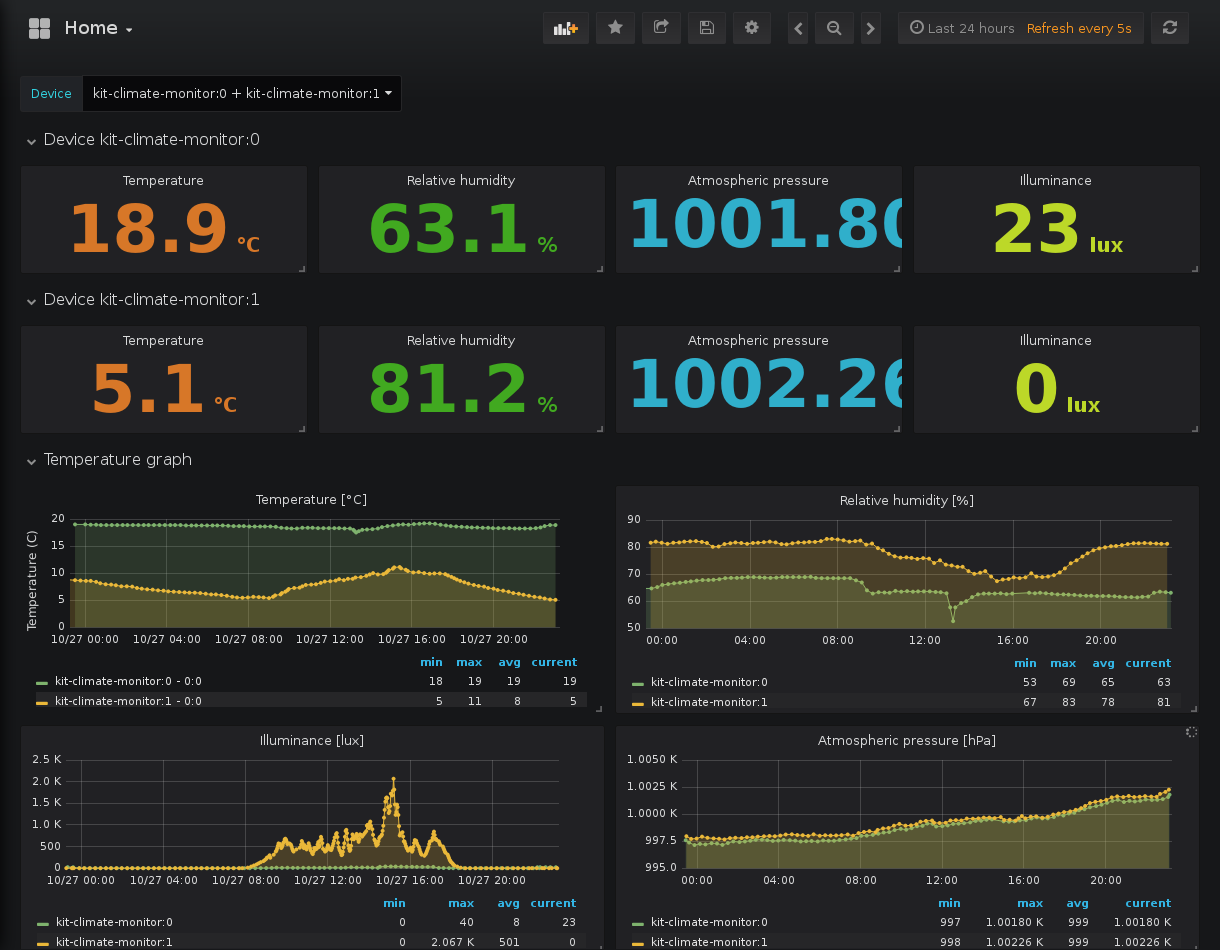 Home
Last 24 hours Refresh every 5s
Device kit-climate-monitor:0 + kit-climate-monitor:1
Device kit-climate-monitor:0
Temperature Relative humidity Atmospheric pressure Illuminance
18.9 °C 63.1 % 1001.80 23 lux
Device kit-climate-monitor:1
Temperature Relative humidity Atmospheric pressure Illuminance
5.1 °C 81.2 % 1002.26 0 lux
Temperature graph
Temperature [°C]
Temperature (C)
20
15
10
5
0
10/27 00:00 10/27 04:00 10/27 08:00 10/27 12:00 10/27 16:00 10/27 20:00
min max avg current
kit-climate-monitor:0 - 0:0 18 19 19 19
kit-climate-monitor:1 - 0:0 5 11 8 5
Relative humidity [%]
90
80
70
60
50
00:00 04:00 08:00 12:00 16:00 20:00
min max avg current
kit-climate-monitor:0 53 69 65 63
kit-climate-monitor:1 67 83 78 81
Illuminance [lux]
2.5 K
2.0 K
1.5 K
1.0 K
500
0
10/27 00:00 10/27 04:00 10/27 08:00 10/27 12:00 10/27 16:00 10/27 20:00
min max avg current
kit-climate-monitor:0 0 40 8 23
kit-climate-monitor:1 0 2.067 K 501 0
Atmospheric pressure [hPa]
1.0050 K
1.0025 K
1.0000 K
997.5
995.0
00:00 04:00 08:00 12:00 16:00 20:00
min max avg current
kit-climate-monitor:0 997 1.00180 K 999 1.00180 K
kit-climate-monitor:1 998 1.00226 K 999 1.00226 K